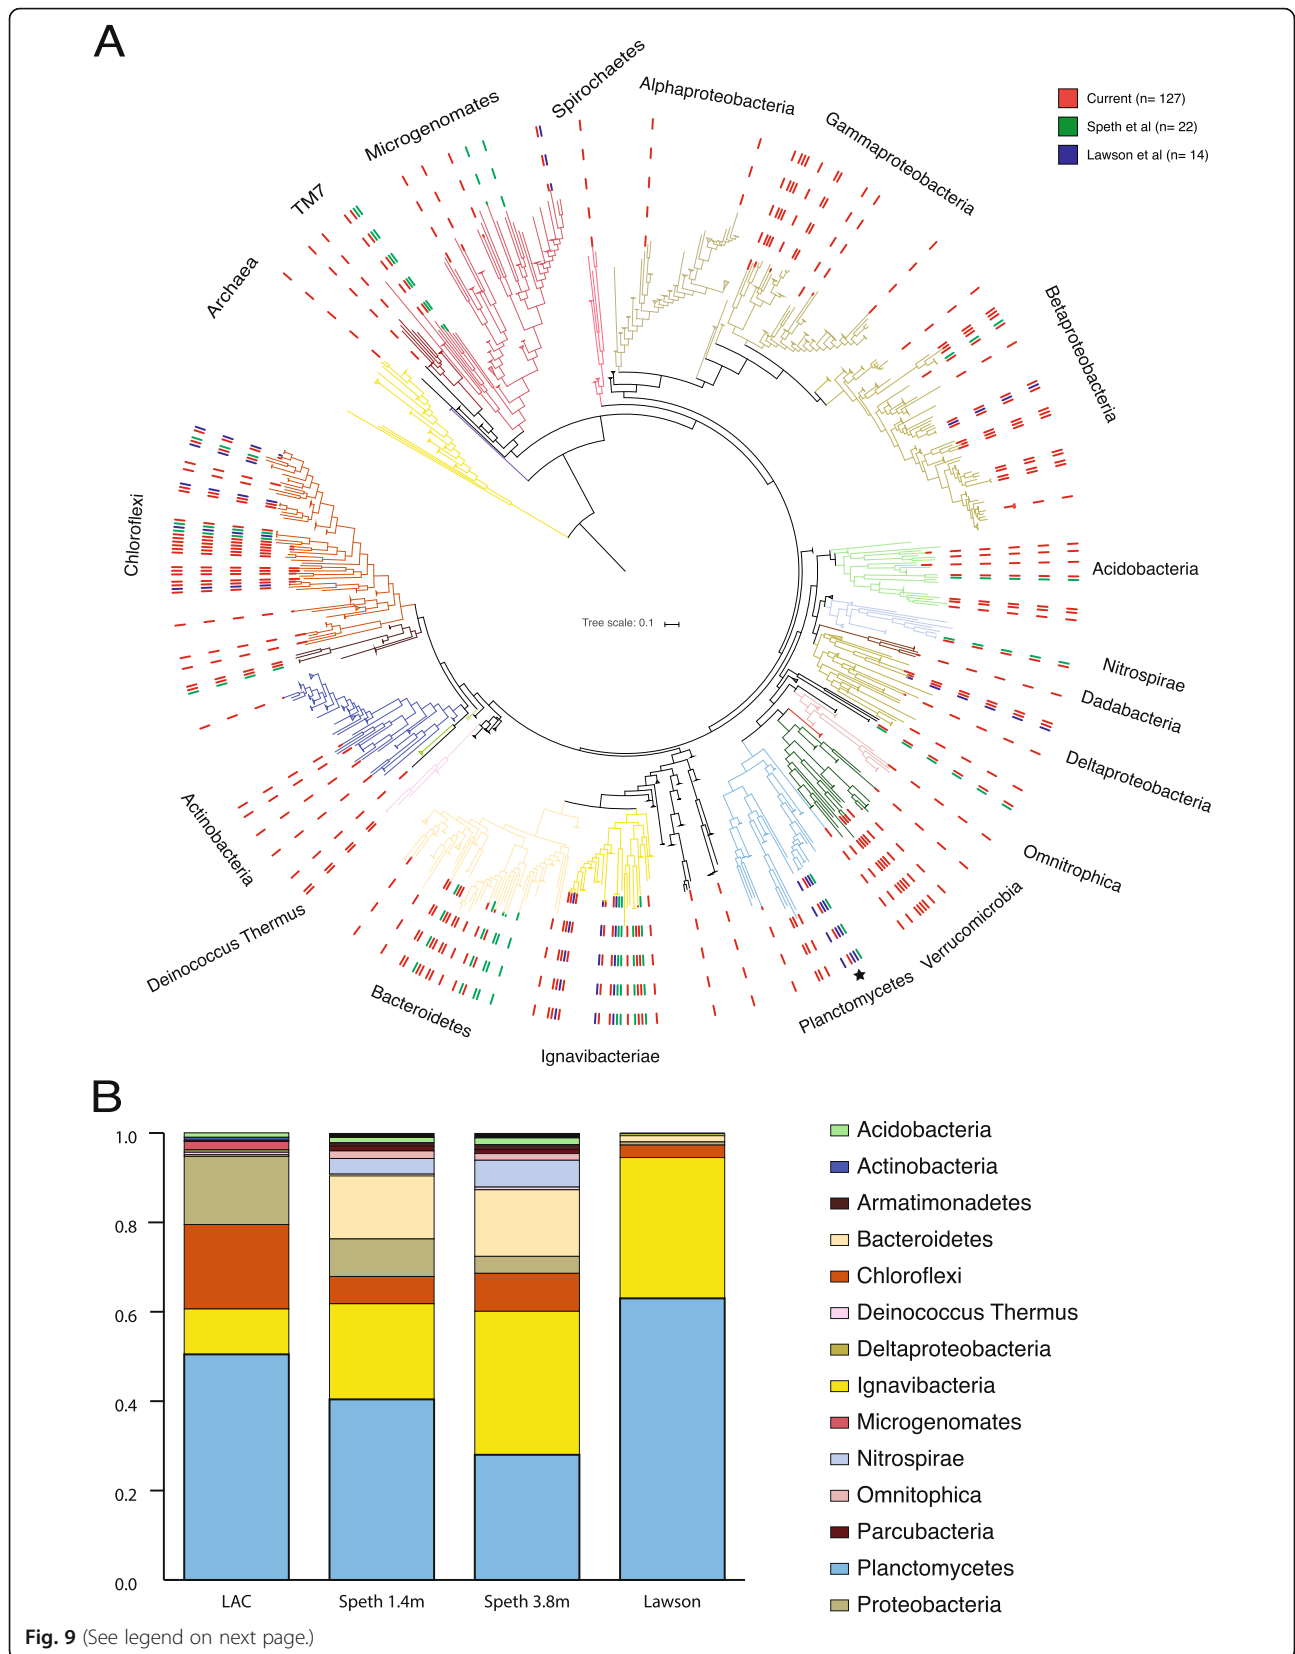 A
Spirochaetes
Alphaproteobacteria
Microgenomates
Gammaproteobacteria
Current (n= 127)
Speth et al (n= 22)
Lawson et al (n= 14)
TM7
Archaea
Betaproteobacteria
Chloroflexi
Acidobacteria
Tree scale: 0.1
Nitrospirae
Dadabacteria
Deltaproteobacteria
Actinobacteria
Omnitrophica
Deinococcus Thermus
Verrucomicrobia
Bacteroidetes
Planctomycetes
Ignavibacteriae
B
1.0
0.8
0.6
0.4
0.2
0.0
LAC
Speth 1.4m
Speth 3.8m
Lawson
Acidobacteria
Actinobacteria
Armatimonadetes
Bacteroidetes
Chloroflexi
Deinococcus Thermus
Deltaproteobacteria
Ignavibacteria
Microgenomates
Nitrospirae
Omnitophica
Parcubacteria
Planctomycetes
Proteobacteria
Fig. 9 (See legend on next page.)